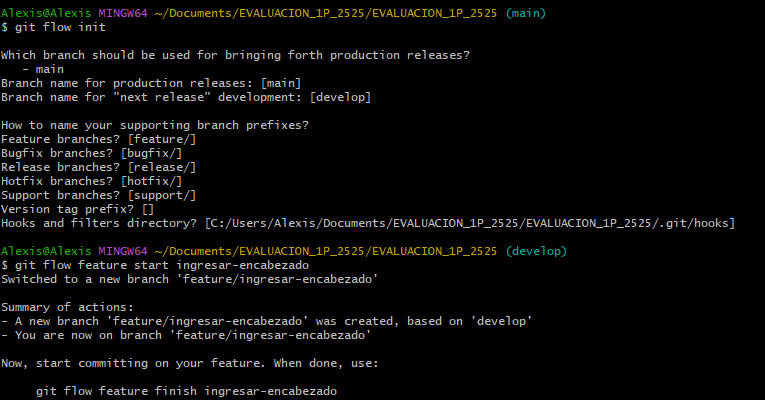 Alexis@Alexis MINGW64 ~/Documents/EVALUACION_1P_2525/EVALUACION_1P_2525 (main)
$ git flow init
Which branch should be used for bringing forth production releases?
- main
Branch name for production releases: [main]
Branch name for "next release" development: [develop]
How to name your supporting branch prefixes?
Feature branches? [feature/]
Bugfix branches? [bugfix/]
Release branches? [release/]
Hotfix branches? [hotfix/]
Support branches? [support/]
Version tag prefix? []
Hooks and filters directory? [C:/Users/Alexis/Documents/EVALUACION_1P_2525/EVALUACION_1P_2525/.git/hooks]
Alexis@Alexis MINGW64 ~/Documents/EVALUACION_1P_2525/EVALUACION_1P_2525 (develop)
$ git flow feature start ingresar-encabezado
Switched to a new branch 'feature/ingresar-encabezado'
Summary of actions:
- A new branch 'feature/ingresar-encabezado' was created, based on 'develop'
- You are now on branch 'feature/ingresar-encabezado'
Now, start committing on your feature. When done, use:
git flow feature finish ingresar-encabezado